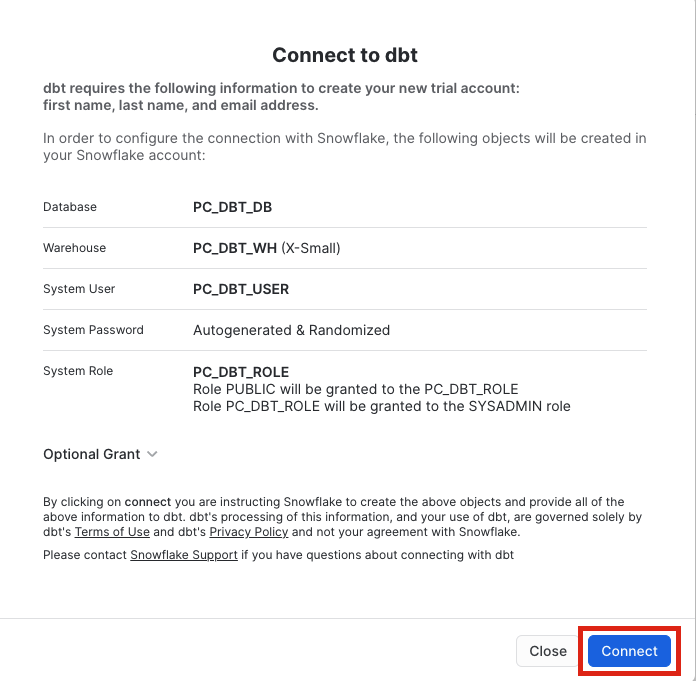 Connect to dbt
dbt requires the following information to create your new trial account:
first name, last name, and email address.
In order to configure the connection with Snowflake, the following objects will be created in
your Snowflake account:
Database PC_DBT_DB
Warehouse PC_DBT_WH (X-Small)
System User PC_DBT_USER
System Password Autogenerated & Randomized
System Role PC_DBT_ROLE
Role PUBLIC will be granted to the PC_DBT_ROLE
Role PC_DBT_ROLE will be granted to the SYSADMIN role
Optional Grant
By clicking on connect you are instructing Snowflake to create the above objects and provide all of the
above information to dbt. dbt's processing of this information, and your use of dbt, are governed solely by
dbt's Terms of Use and dbt's Privacy Policy and not your agreement with Snowflake.
Please contact Snowflake Support if you have questions about connecting with dbt
Close Connect